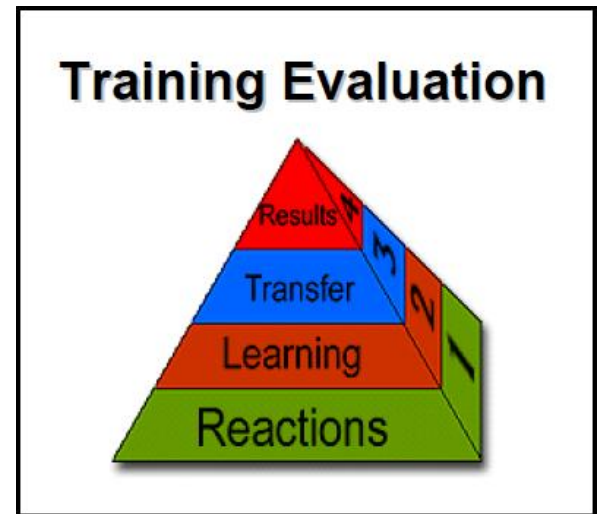 Training Evaluation
Results 4
Transfer 3
Learning 2
Reactions 1